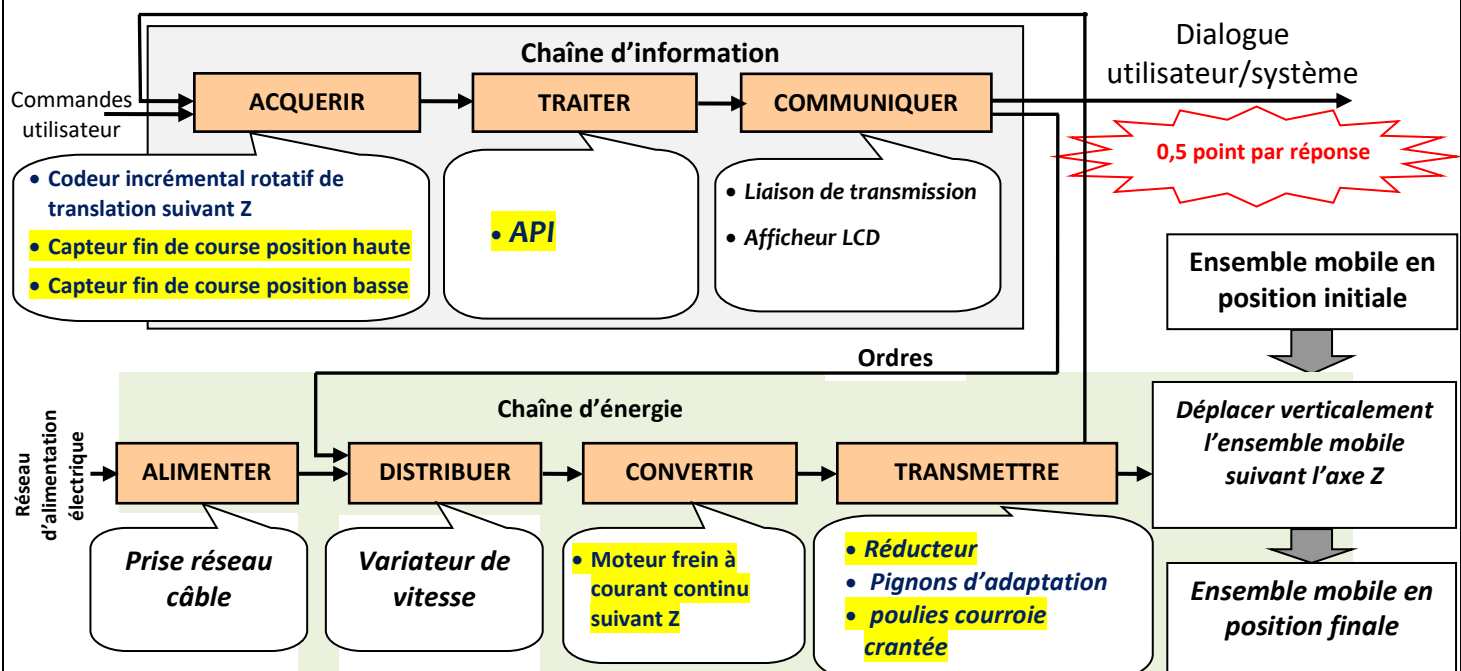 Chaîne d'information
Dialogue
utilisateur/système
Commandes
utilisateur
ACQUERIR
TRAITER
COMMUNIQUER
0,5 point par réponse
• Codeur incrémental rotatif de
translation suivant Z
• Capteur fin de course position haute
• Capteur fin de course position basse
• API
• Liaison de transmission
• Afficheur LCD
Ensemble mobile en
position initiale
Ordres
Chaîne d'énergie
Réseau
d'alimentation
électrique
ALIMENTER
DISTRIBUER
CONVERTIR
TRANSMETTRE
Déplacer verticalement
l'ensemble mobile
suivant l'axe Z
Prise réseau
câble
Variateur de
vitesse
• Moteur frein à
courant continu
suivant Z
• Réducteur
• Pignons d'adaptation
• poulies courroie
crantée
Ensemble mobile en
position finale